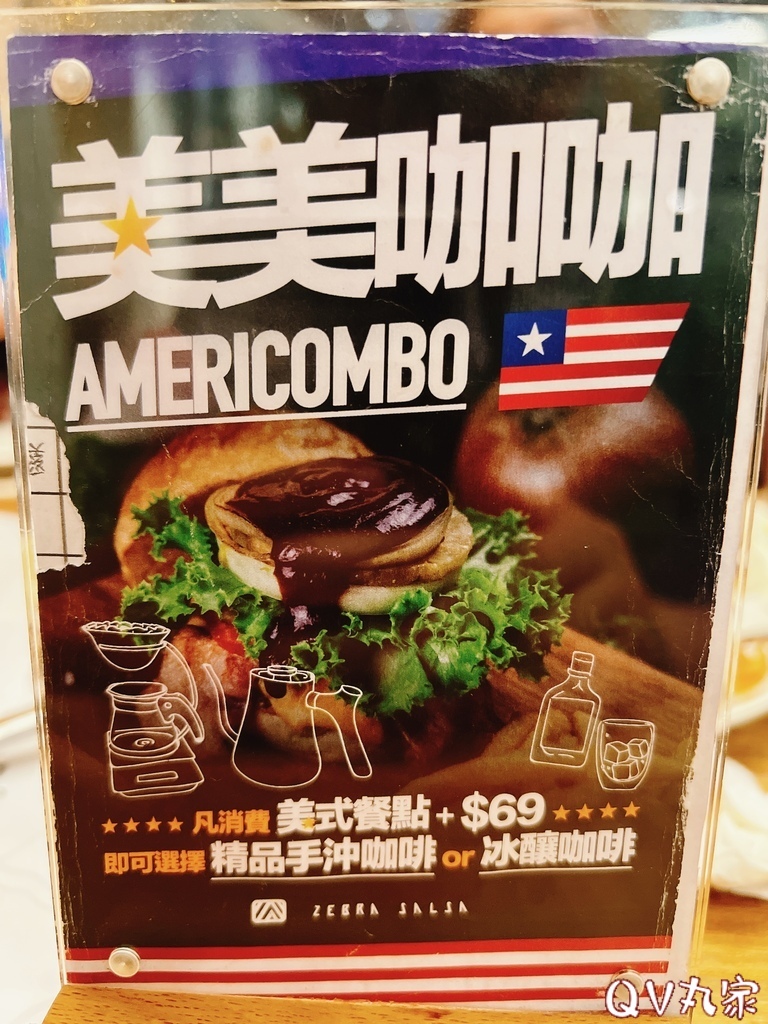 美美咖咖
AMERICOMBO
凡消費 美式餐點 + $69
即可選擇 精品手沖咖啡 or 冰釀咖啡
ZEBRA SALSA
QV丸家